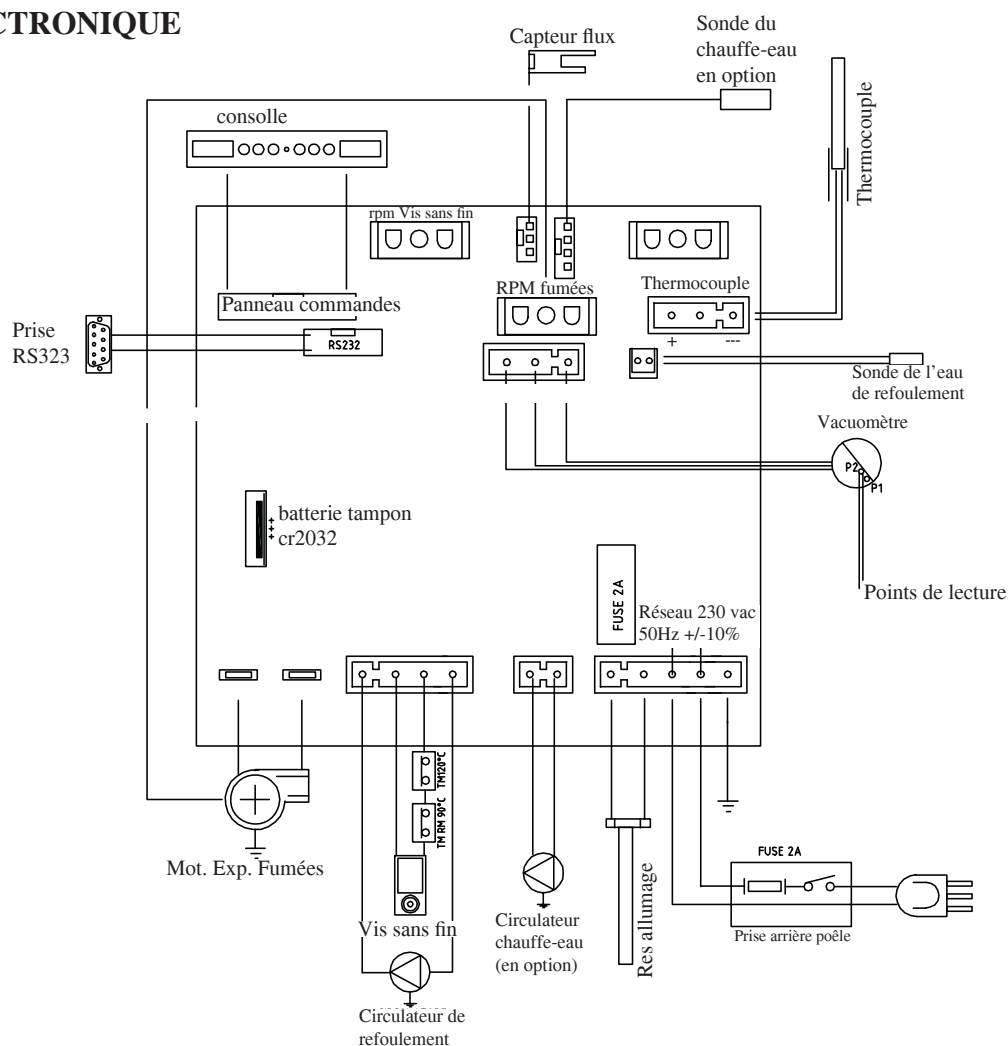 CTRONIQUE
Capteur flux
Sonde du
chauffe-eau
en option
consolle
Thermocouple
rpm Vis sans fin
RPM fumées
Thermocouple
Panneau commandes
+
---
Prise
RS323
RS232
Sonde de l'eau
de refoulement
Vacuomètre
P2
P1
batterie tampon
cr2032
+
+
+
Points de lecture
FUSE 2A
Réseau 230 vac
50Hz +/-10%
TM120°C
TM RM 90°C
Mot. Exp. Fumées
Vis sans fin
Circulateur
chauffe-eau
(en option)
Res allumage
FUSE 2A
Prise arrière poêle
Circulateur de
refoulement